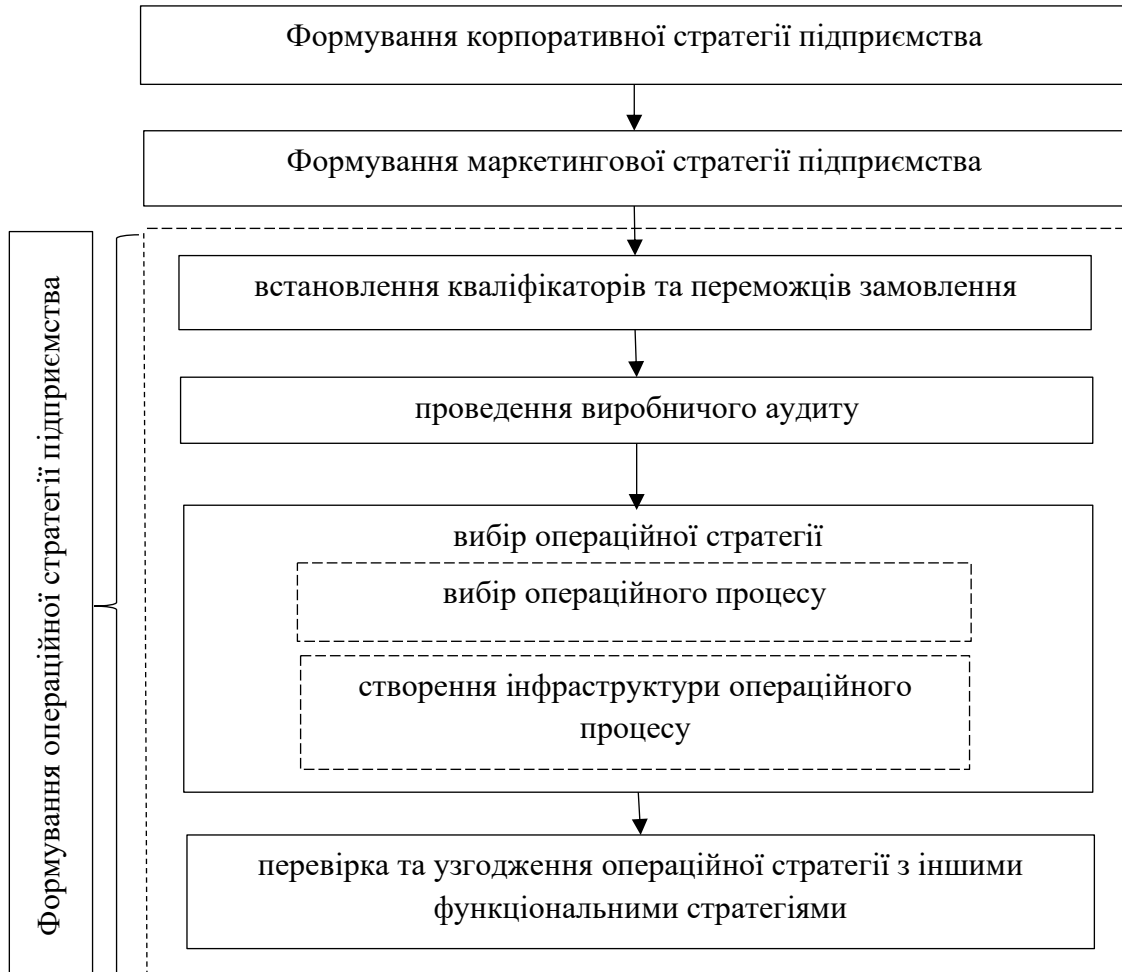 Формування корпоративної стратегії підприємства
Формування маркетингової стратегії підприємства
Формування операційної стратегії підприємства
встановлення кваліфікаторів та переможців замовлення
проведення виробничого аудиту
вибір операційної стратегії
вибір операційного процесу
створення інфраструктури операційного
процесу
перевірка та узгодження операційної стратегії з іншими
функціональними стратегіями